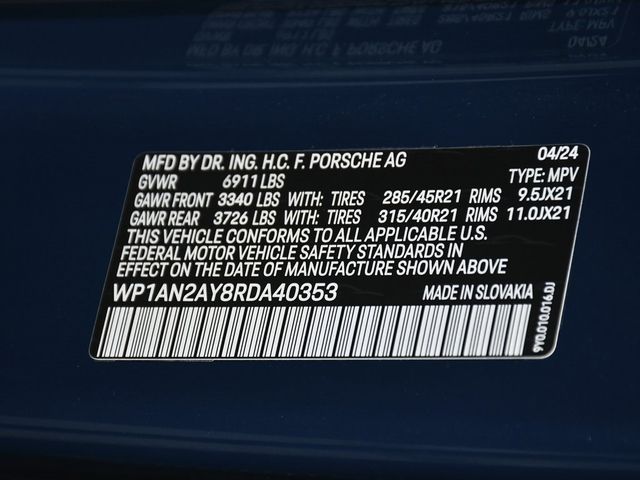 MFD BY DR. ING. H.C. F. PORSCHE AG 04/24
GVWR 6911 LBS TYPE: MPV
GAWR FRONT 3340 LBS WITH: TIRES 285/45R21 RIMS 9.5JX21
GAWR REAR 3726 LBS WITH: TIRES 315/40R21 RIMS 11.0JX21
THIS VEHICLE CONFORMS TO ALL APPLICABLE U.S.
FEDERAL MOTOR VEHICLE SAFETY STANDARDS IN
EFFECT ON THE DATE OF MANUFACTURE SHOWN ABOVE
WP1AN2AY8RDA40353 MADE IN SLOVAKIA
9Y0.010.016.DJ